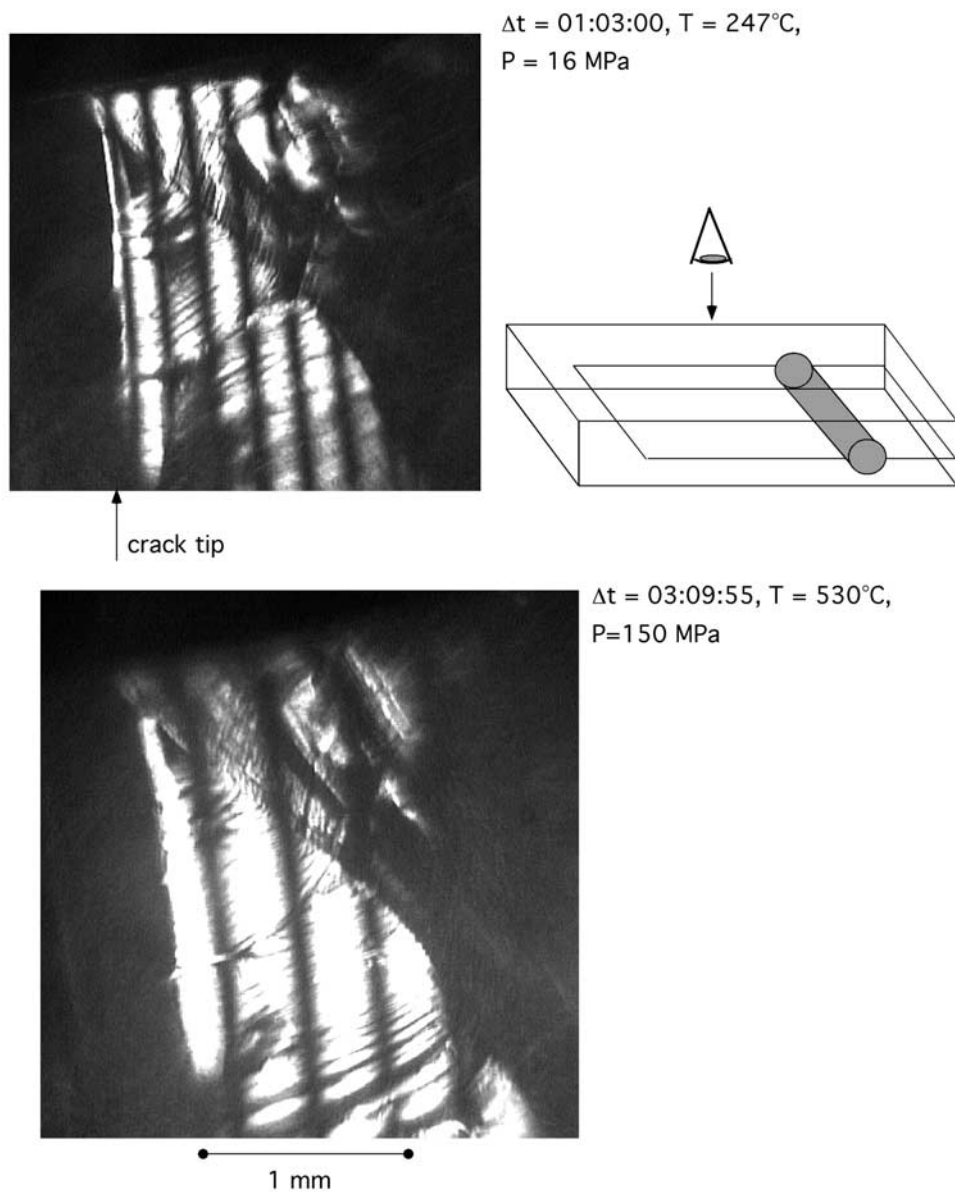 Δt = 01:03:00, T = 247°C,
P = 16 MPa
crack tip
Δt = 03:09:55, T = 530°C,
P=150 MPa
1 mm